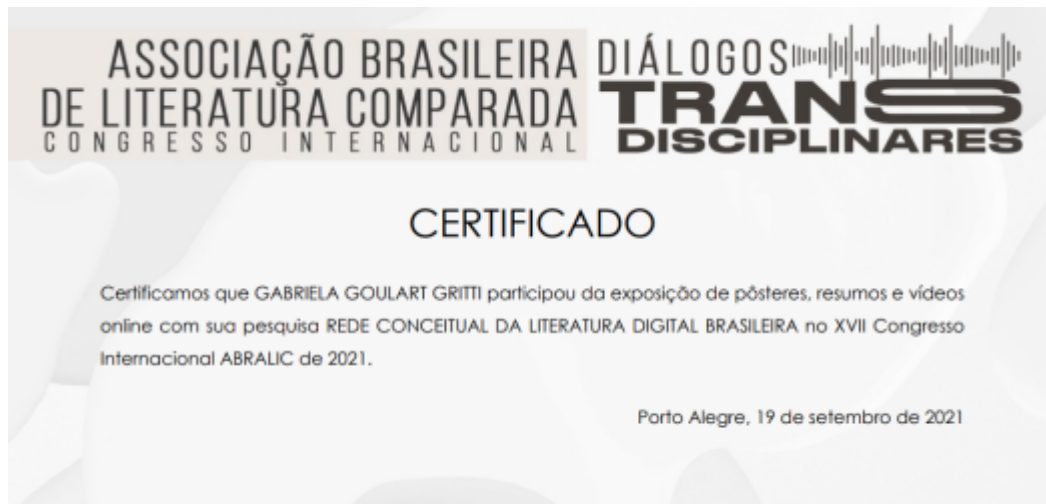 ASSOCIAÇÃO BRASILEIRA
DE LITERATURA COMPARADA
CONGRESSO INTERNACIONAL
DIÁLOGOS
TRANS
DISCIPLINARES
CERTIFICADO
Certificamos que GABRIELA GOULART GRITTI participou da exposição de pôsteres, resumos e vídeos
online com sua pesquisa REDE CONCEITUAL DA LITERATURA DIGITAL BRASILEIRA no XVII Congresso
Internacional ABRALIC de 2021.
Porto Alegre, 19 de setembro de 2021